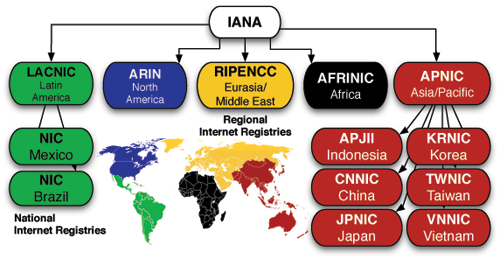 IANA
LACNIC
Latin
America
ARIN
North
America
RIPENCC
Eurasia/
Middle East
AFRINIC
Africa
APNIC
Asia/Pacific
Regional
Internet Registries
NIC
Mexico
NIC
Brazil
National
Internet Registries
APJII
Indonesia
KRNIC
Korea
CNNIC
China
TWNIC
Taiwan
JPNIC
Japan
VNNIC
Vietnam